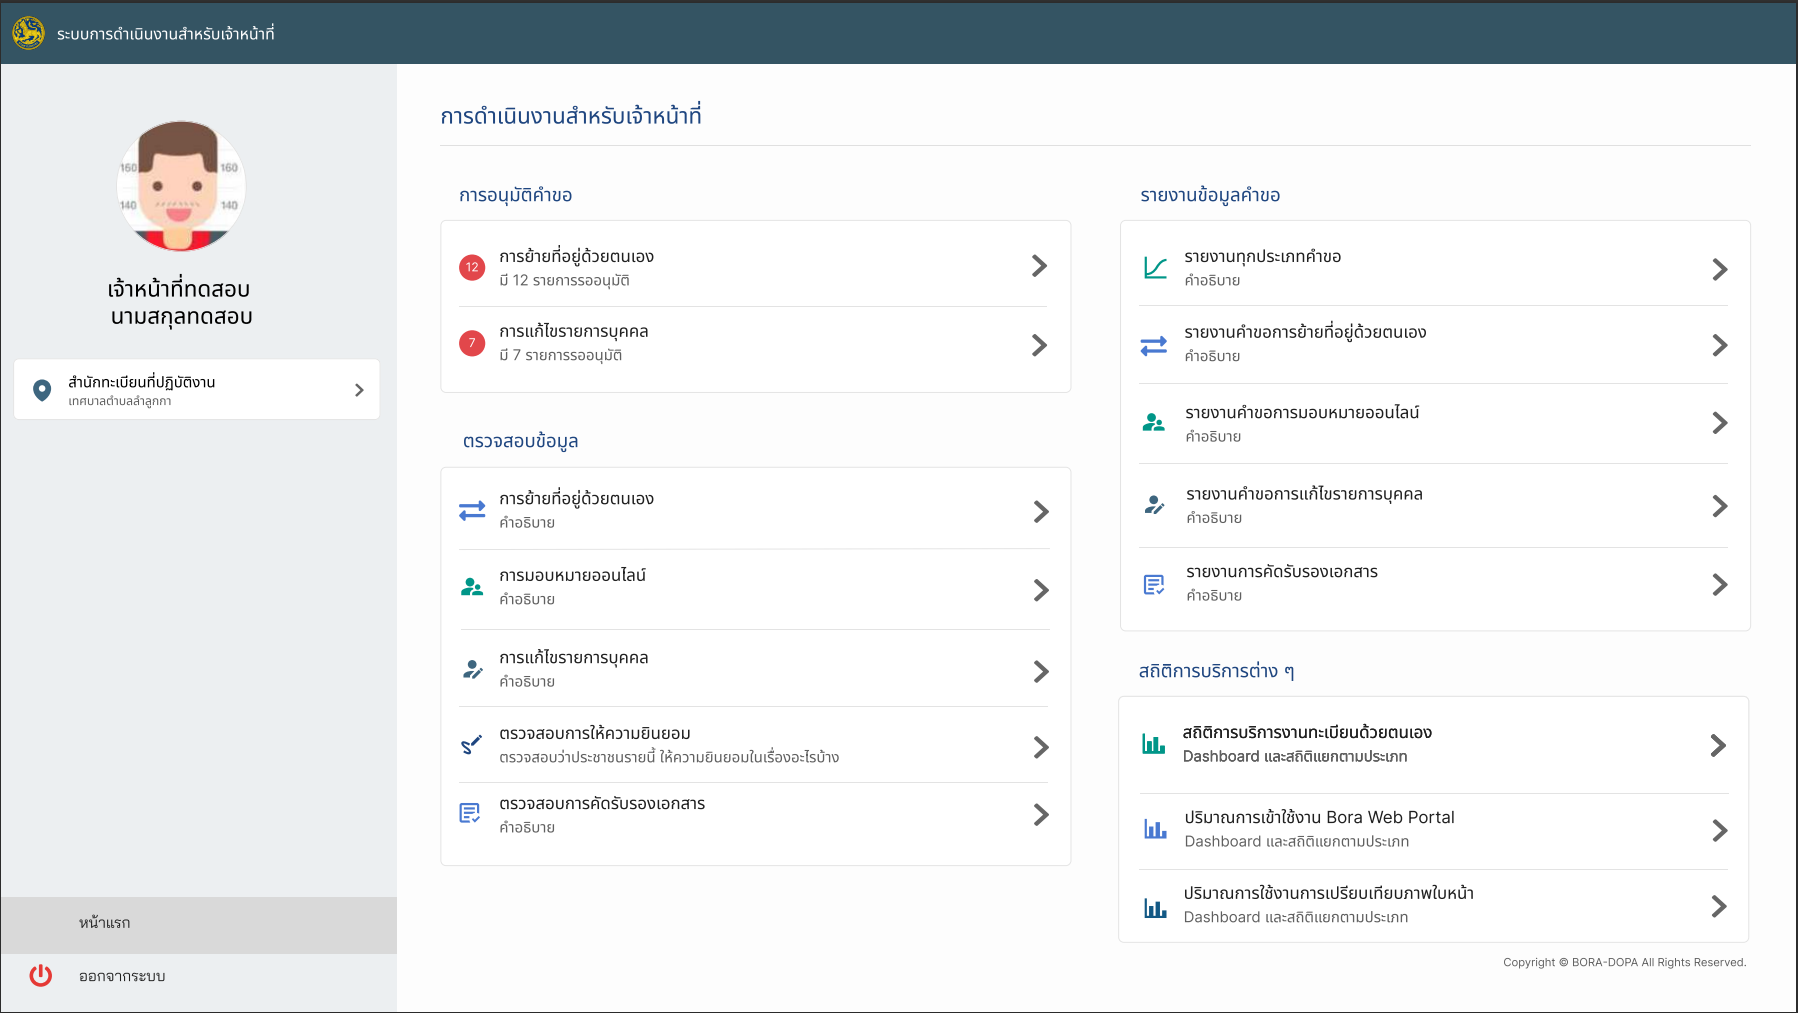 ระบบการดำเนินงานสำหรับเจ้าหน้าที่
160 160
140 140
เจ้าหน้าที่ทดสอบ
นามสกุลทดสอบ
สำนักทะเบียนที่ปฏิบัติงาน
เทศบาลตำบลลำลูกกา
หน้าแรก
ออกจากระบบ
การดำเนินงานสำหรับเจ้าหน้าที่
การอนุมัติคำขอ
12
การย้ายที่อยู่ด้วยตนเอง
มี 12 รายการรออนุมัติ
7
การแก้ไขรายการบุคคล
มี 7 รายการรออนุมัติ
ตรวจสอบข้อมูล
การย้ายที่อยู่ด้วยตนเอง
คำอธิบาย
การมอบหมายออนไลน์
คำอธิบาย
การแก้ไขรายการบุคคล
คำอธิบาย
ตรวจสอบการให้ความยินยอม
ตรวจสอบว่าประชาชนรายนี้ ให้ความยินยอมในเรื่องอะไรบ้าง
ตรวจสอบการคัดรับรองเอกสาร
คำอธิบาย
รายงานข้อมูลคำขอ
รายงานทุกประเภทคำขอ
คำอธิบาย
รายงานคำขอการย้ายที่อยู่ด้วยตนเอง
คำอธิบาย
รายงานคำขอการมอบหมายออนไลน์
คำอธิบาย
รายงานคำขอการแก้ไขรายการบุคคล
คำอธิบาย
รายงานการคัดรับรองเอกสาร
คำอธิบาย
สถิติการบริการต่าง ๆ
สถิติการบริการงานทะเบียนด้วยตนเอง
Dashboard และสถิติแยกตามประเภท
ปริมาณการเข้าใช้งาน Bora Web Portal
Dashboard และสถิติแยกตามประเภท
ปริมาณการใช้งานการเปรียบเทียบภาพใบหน้า
Dashboard และสถิติแยกตามประเภท
Copyright © BORA-DOPA All Rights Reserved.